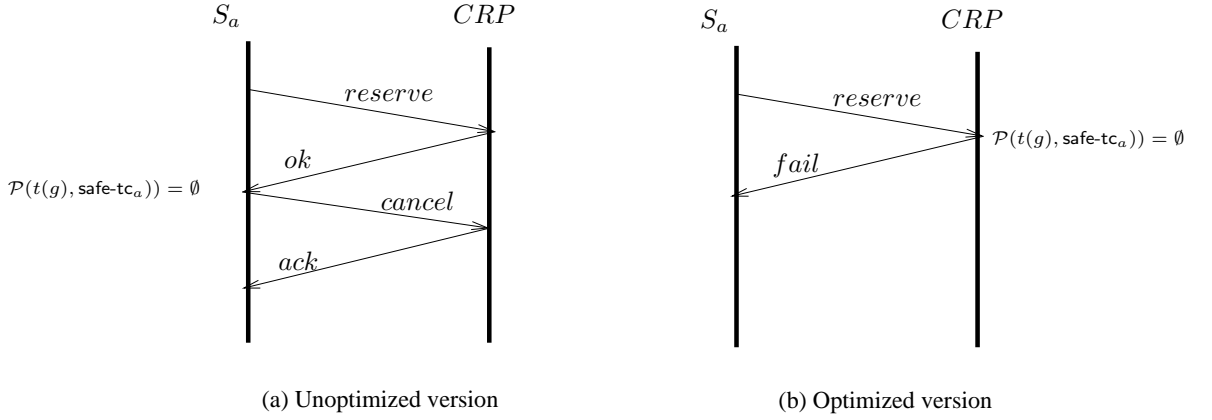 S_a CRP
reserve
ok
𝒫(t(g), safe-tc_a)) = ∅
cancel
ack
(a) Unoptimized version
S_a CRP
reserve
𝒫(t(g), safe-tc_a)) = ∅
fail
(b) Optimized version